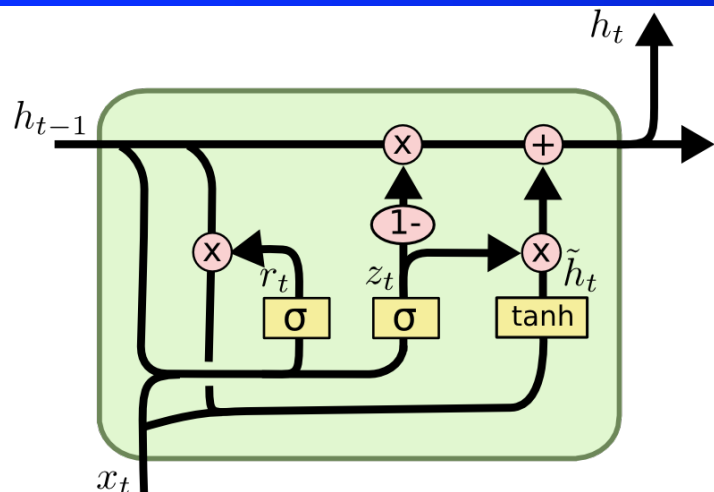 h_t
h_{t-1}
x
+
1-
x
r_t
z_t
x
h̃_t
σ
σ
tanh
x_t